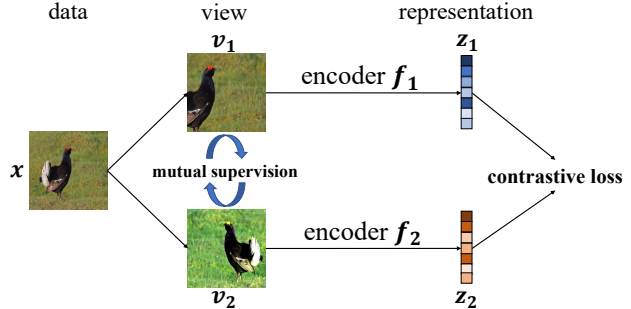 data view representation
v1 z1
encoder f1
x mutual supervision contrastive loss
encoder f2
v2 z2